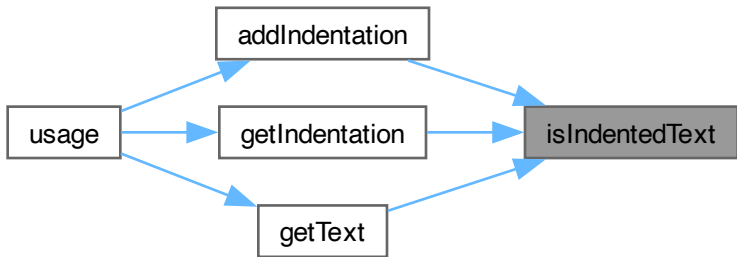 addIndentation
usage
getIndentation
isIndentedText
getText